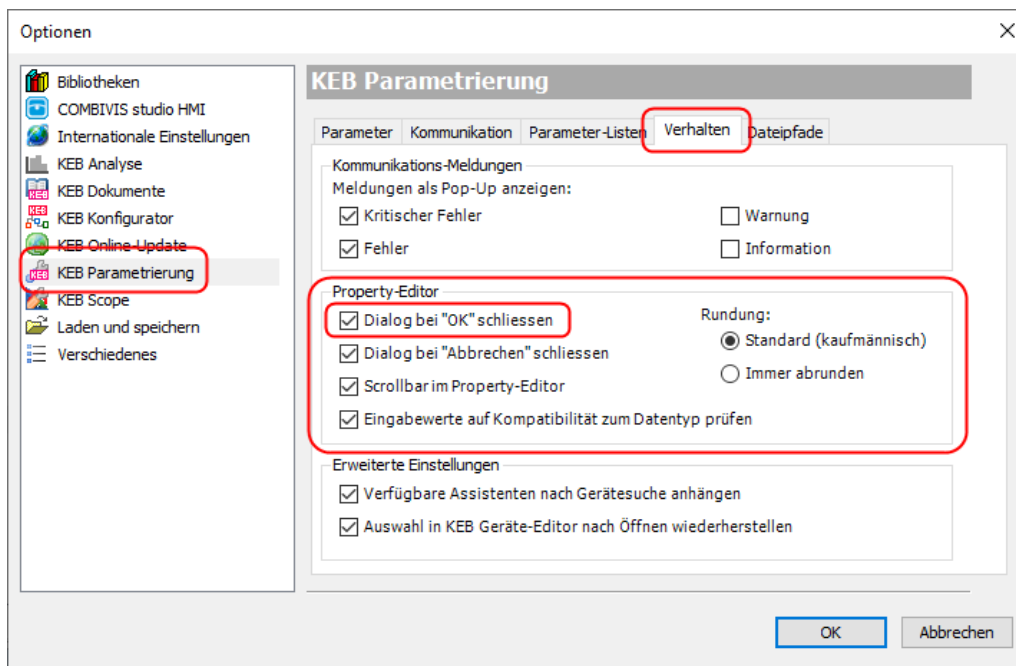 Optionen
Bibliotheken
COMBIVIS studio HMI
Internationale Einstellungen
KEB Analyse
KEB Dokumente
KEB Konfigurator
KEB Online-Update
KEB Parametrierung
KEB Scope
Laden und speichern
Verschiedenes
KEB Parametrierung
Parameter Kommunikation Parameter-Listen Verhalten Dateipfade
Kommunikations-Meldungen
Meldungen als Pop-Up anzeigen:
Kritischer Fehler Warnung
Fehler Information
Property-Editor
Dialog bei "OK" schliessen
Dialog bei "Abbrechen" schliessen
Scrollbar im Property-Editor
Eingabewerte auf Kompatibilität zum Datentyp prüfen
Rundung:
Standard (kaufmännisch)
Immer abrunden
Erweiterte Einstellungen
Verfügbare Assistenten nach Gerätesuche anhängen
Auswahl in KEB Geräte-Editor nach Öffnen wiederherstellen
OK Abbrechen